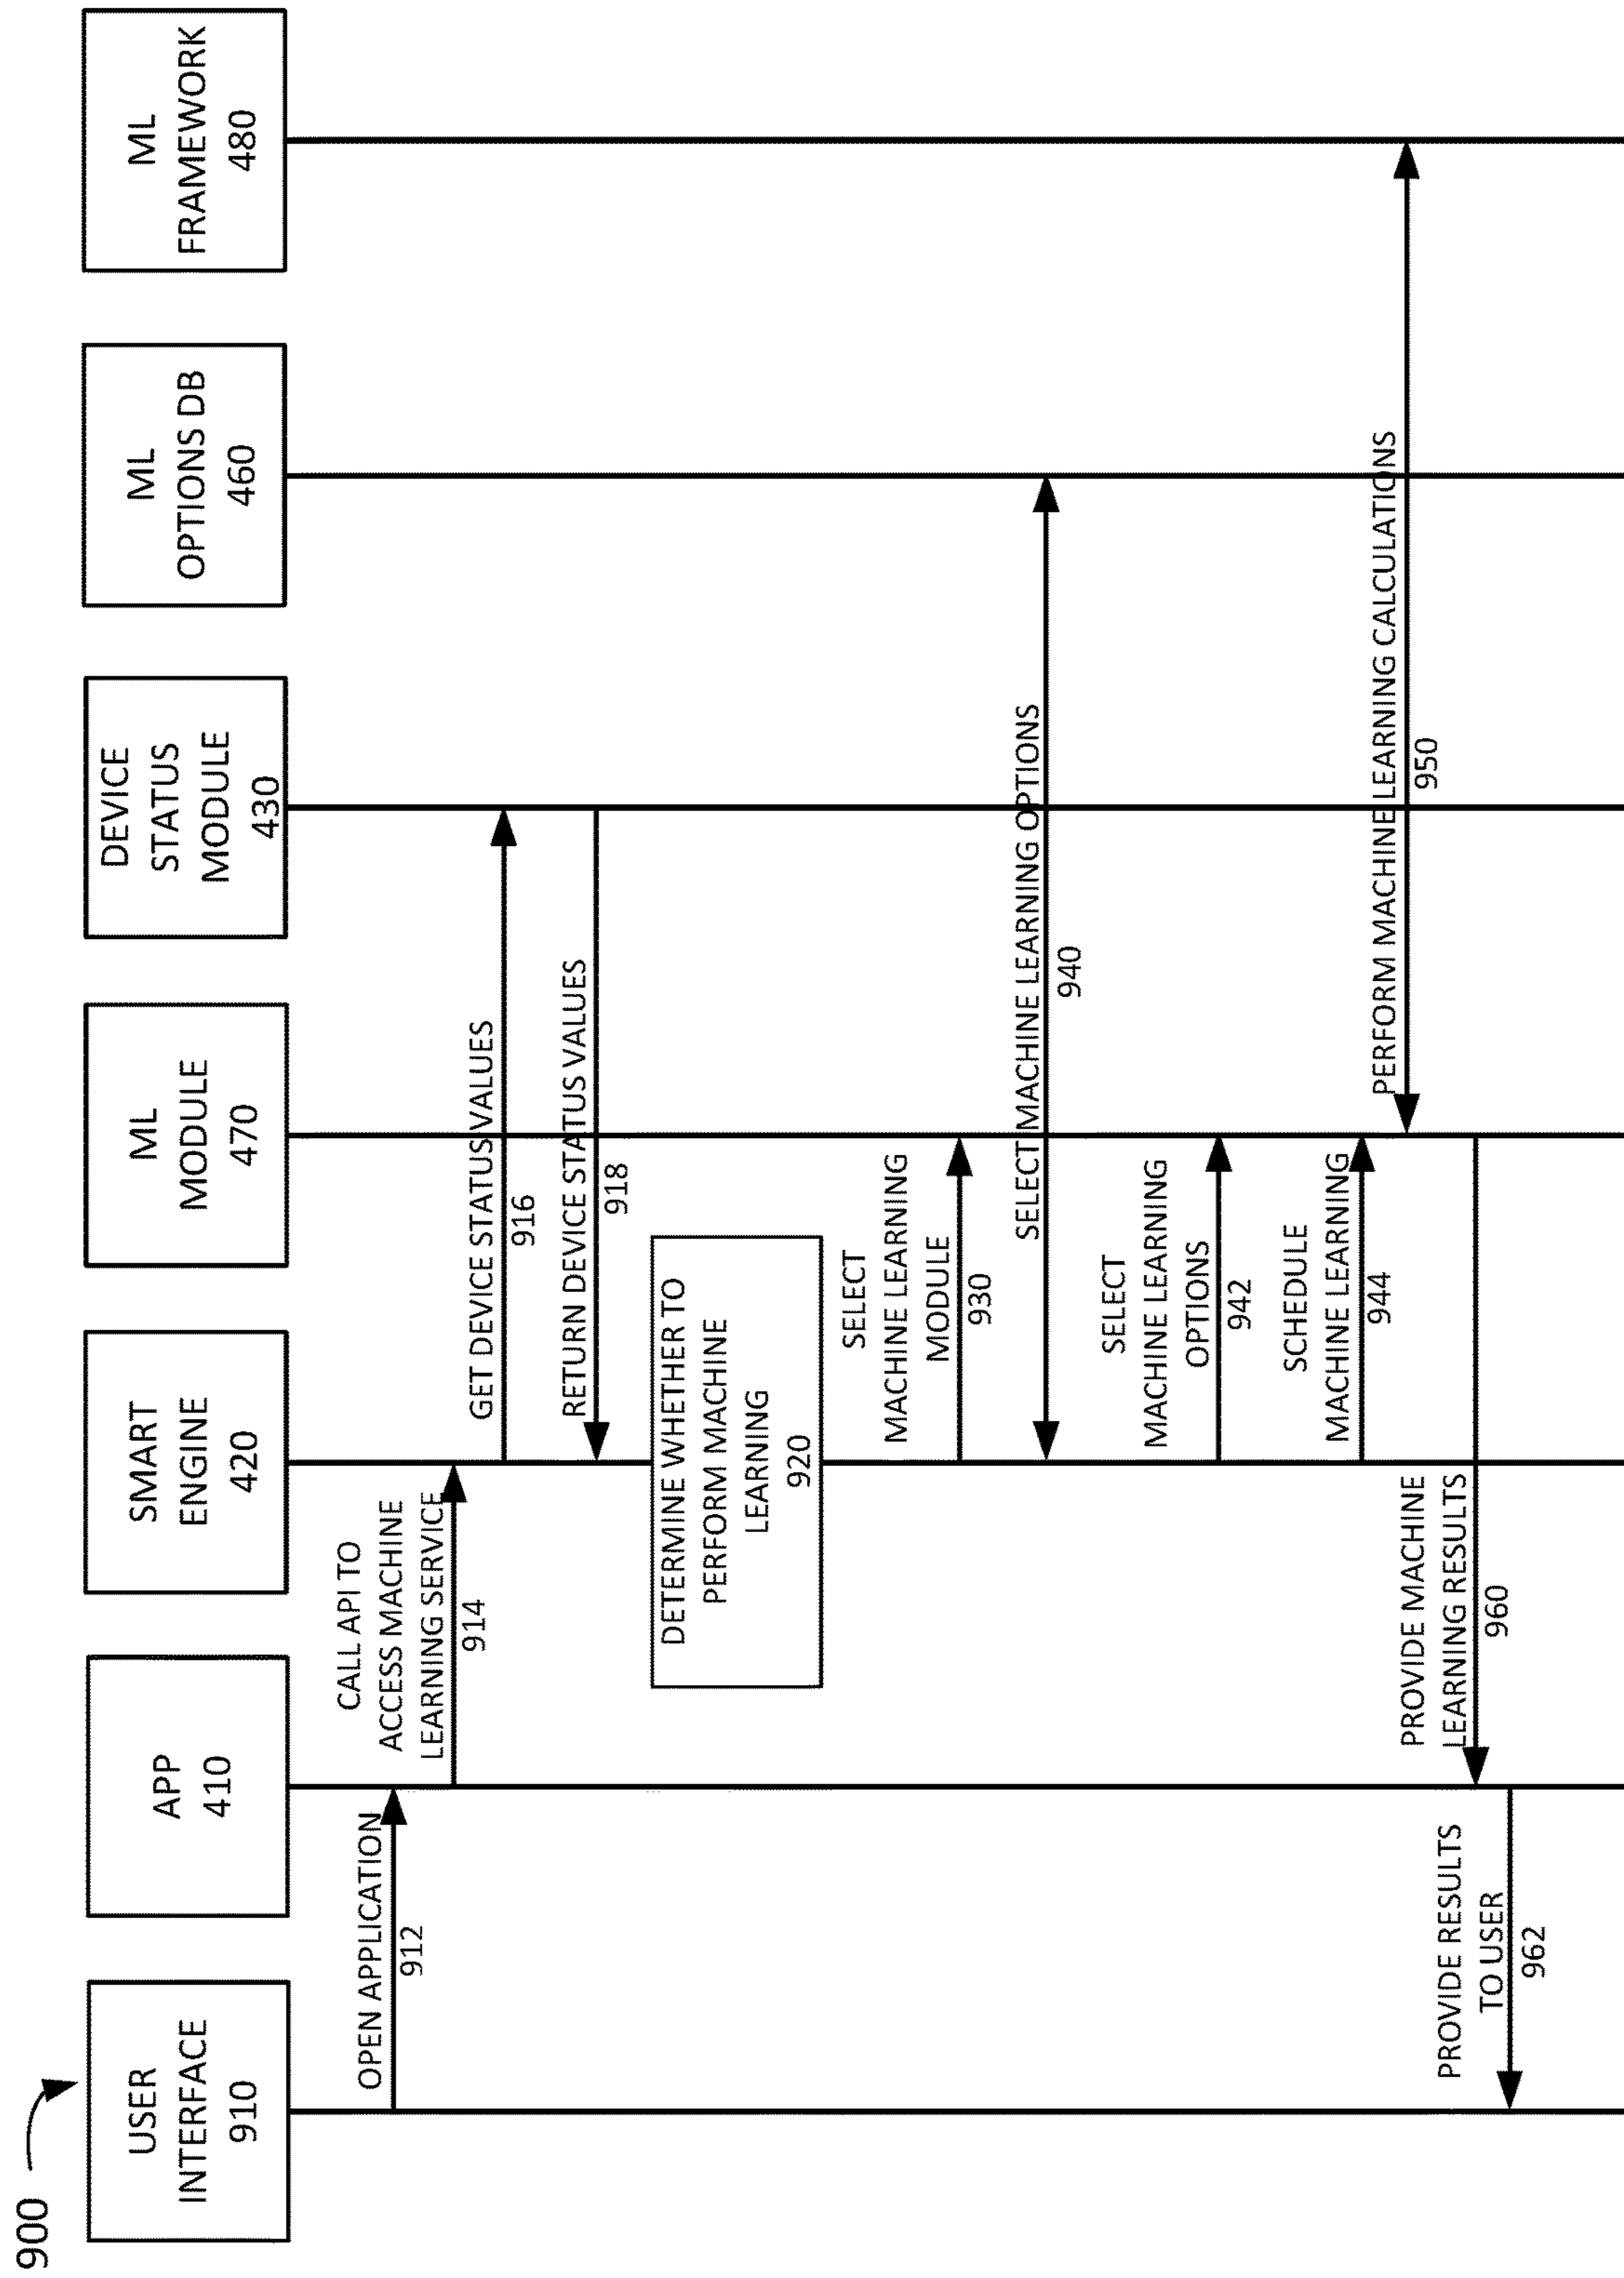 900
USER
INTERFACE
910
APP
410
SMART
ENGINE
420
ML
MODULE
470
DEVICE
STATUS
MODULE
430
ML
OPTIONS DB
460
ML
FRAMEWORK
480
OPEN APPLICATION
912
CALL API TO
ACCESS MACHINE
LEARNING SERVICE
914
GET DEVICE STATUS VALUES
916
RETURN DEVICE STATUS VALUES
918
DETERMINE WHETHER TO
PERFORM MACHINE
LEARNING
920
SELECT
MACHINE LEARNING
MODULE
930
SELECT MACHINE LEARNING OPTIONS
940
SELECT
MACHINE LEARNING
OPTIONS
942
SCHEDULE
MACHINE LEARNING
944
PERFORM MACHINE LEARNING CALCULATIONS
950
PROVIDE MACHINE
LEARNING RESULTS
960
PROVIDE RESULTS
TO USER
962